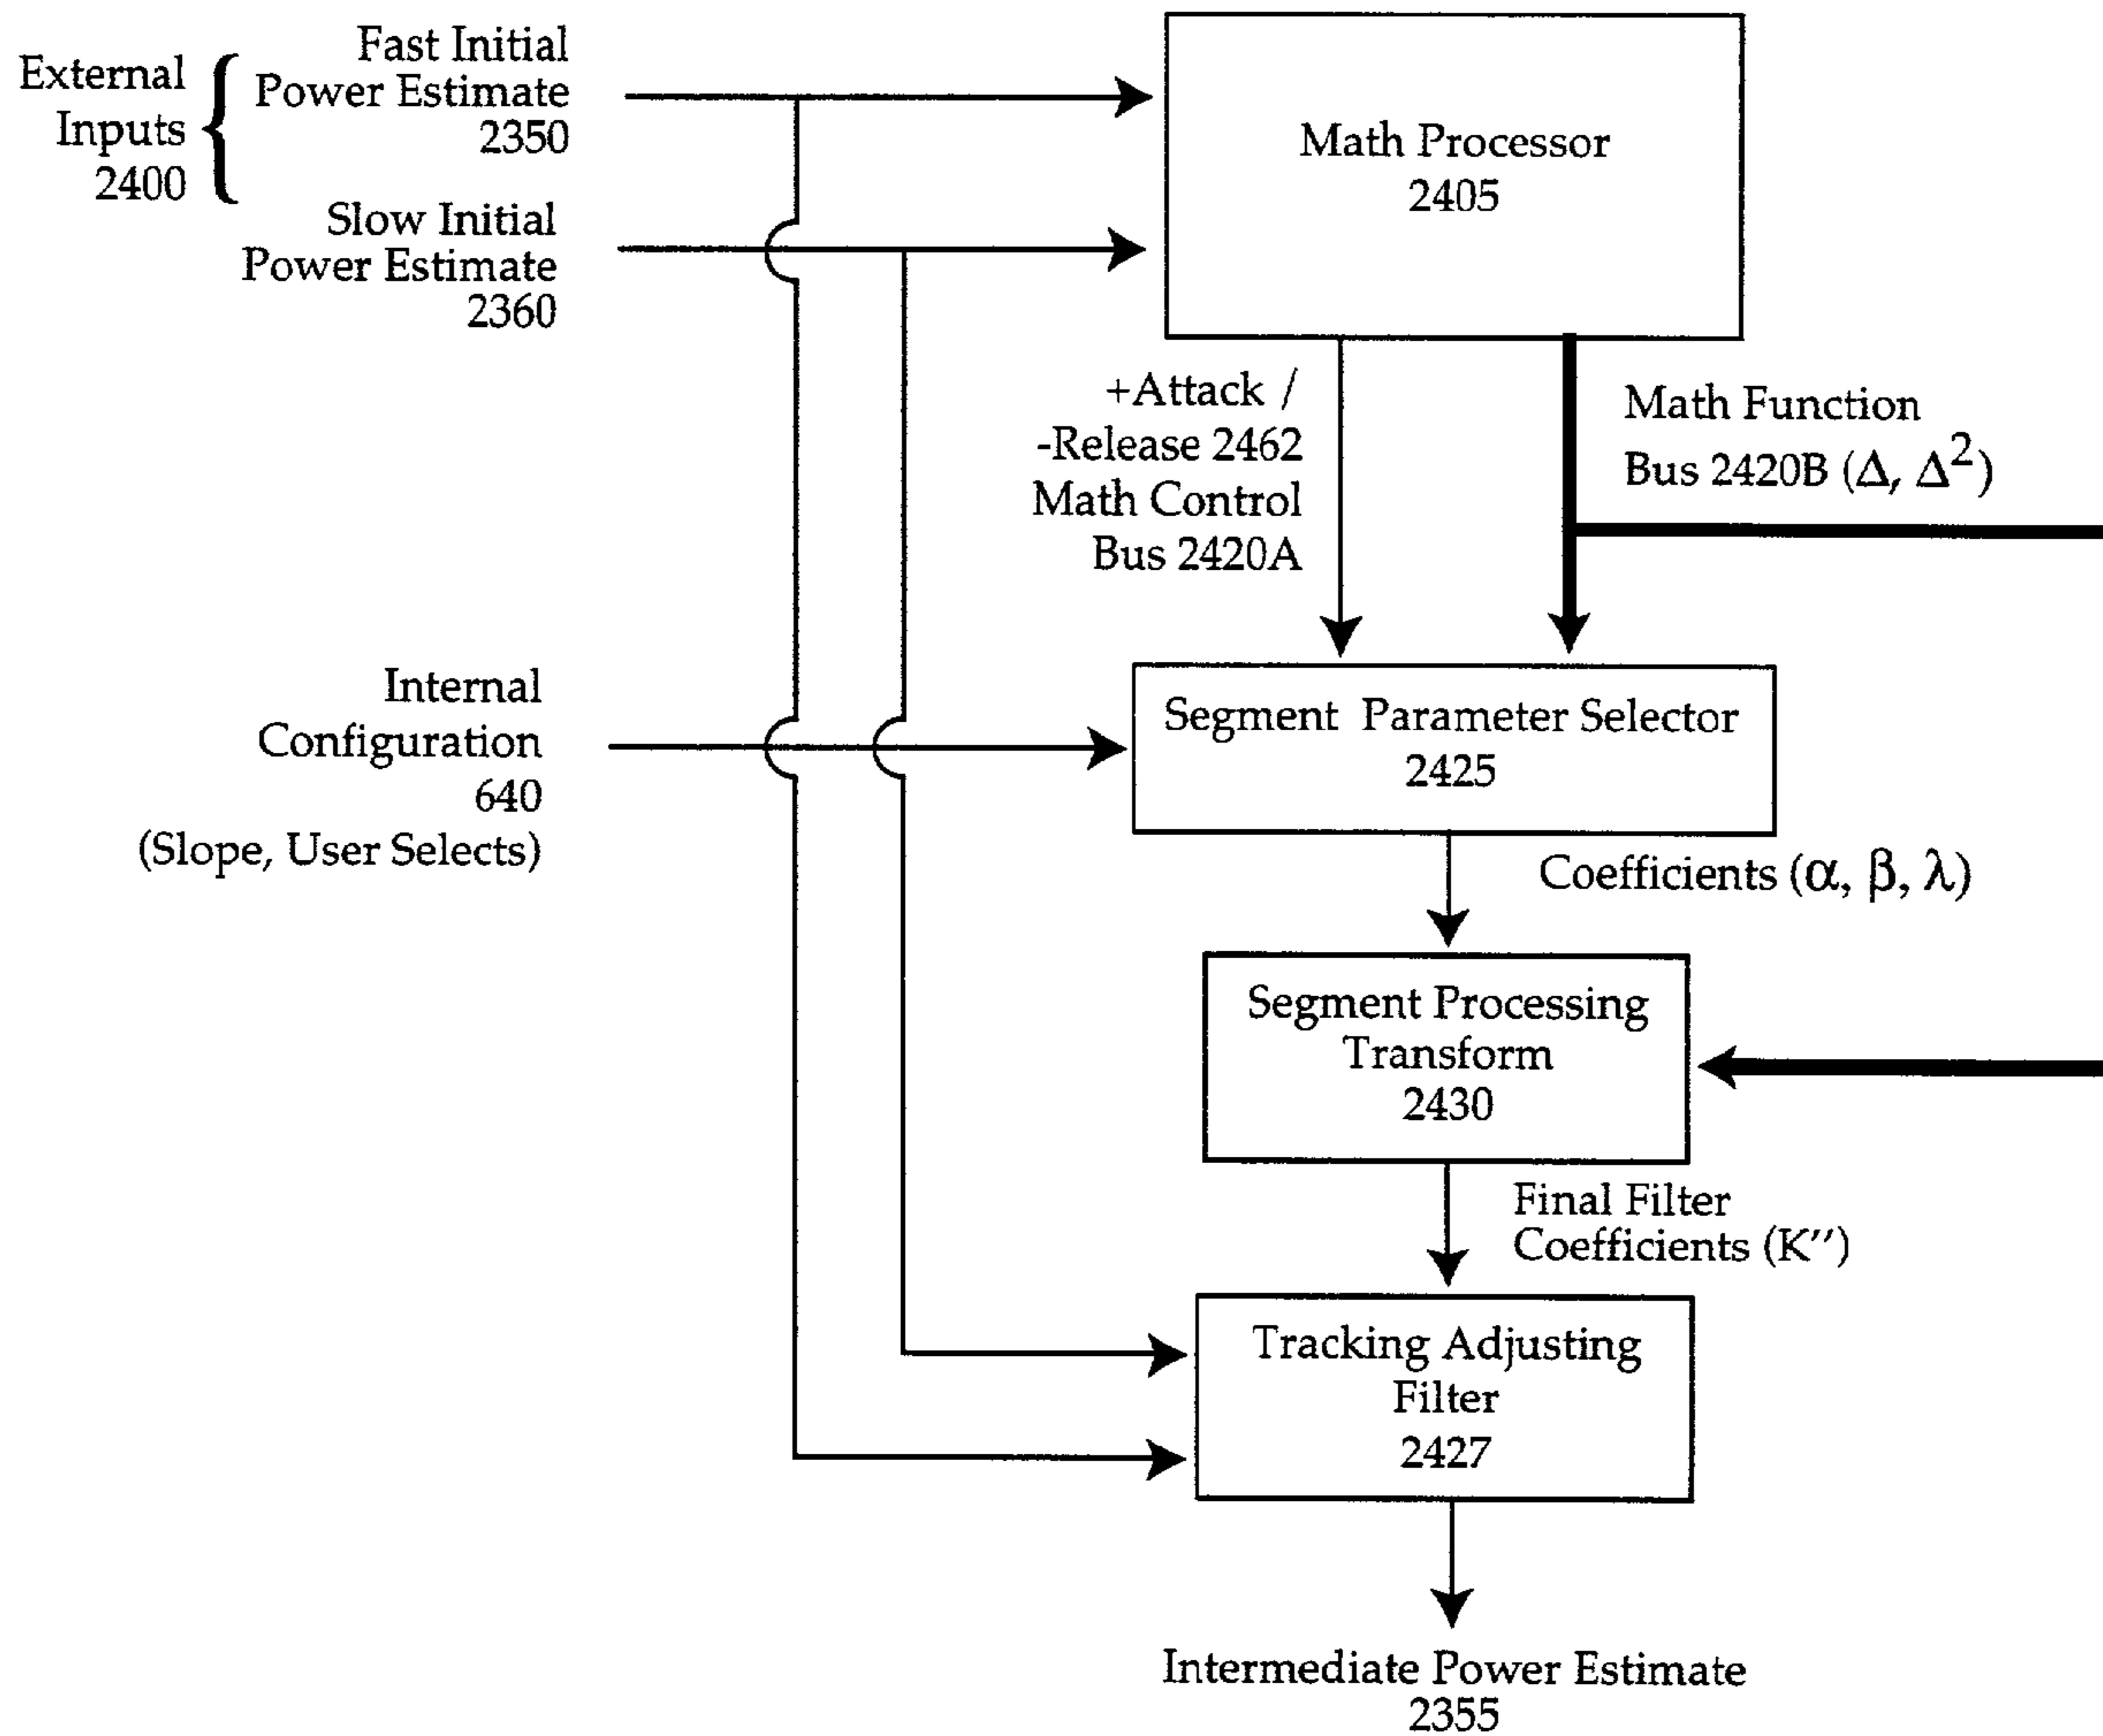 External
Inputs
2400
Fast Initial
Power Estimate
2350
Slow Initial
Power Estimate
2360
Math Processor
2405
+Attack /
-Release 2462
Math Control
Bus 2420A
Math Function
Bus 2420B (Δ, Δ²)
Internal
Configuration
640
(Slope, User Selects)
Segment Parameter Selector
2425
Coefficients (α, β, λ)
Segment Processing
Transform
2430
Final Filter
Coefficients (K″)
Tracking Adjusting
Filter
2427
Intermediate Power Estimate
2355